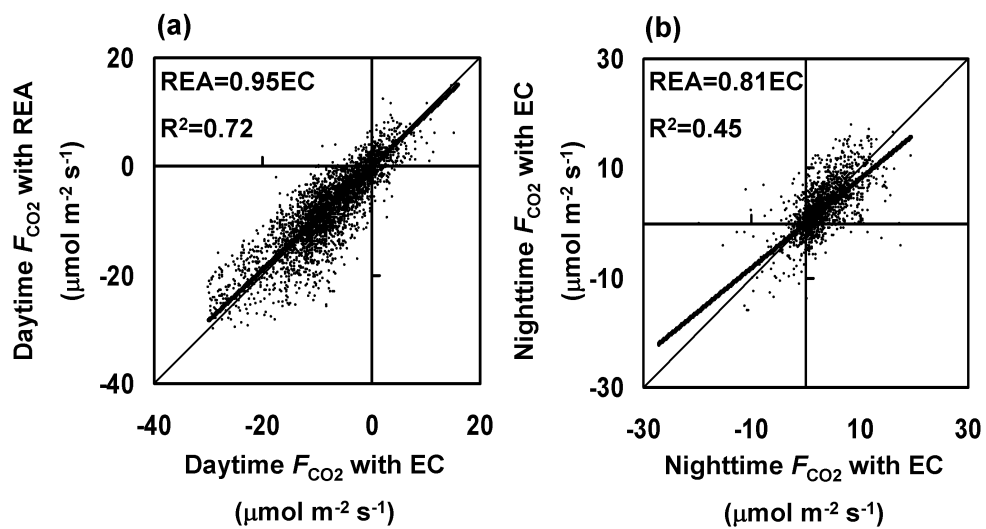 (a)
Daytime F_CO2 with REA
(μmol m-2 s-1)
20
0
-20
-40
REA=0.95EC
R2=0.72
-40 -20 0 20
Daytime FCO2 with EC
(μmol m-2 s-1)
(b)
Nighttime FCO2 with EC
(μmol m-2 s-1)
30
10
-10
-30
REA=0.81EC
R2=0.45
-30 -10 10 30
Nighttime FCO2 with EC
(μmol m-2 s-1)